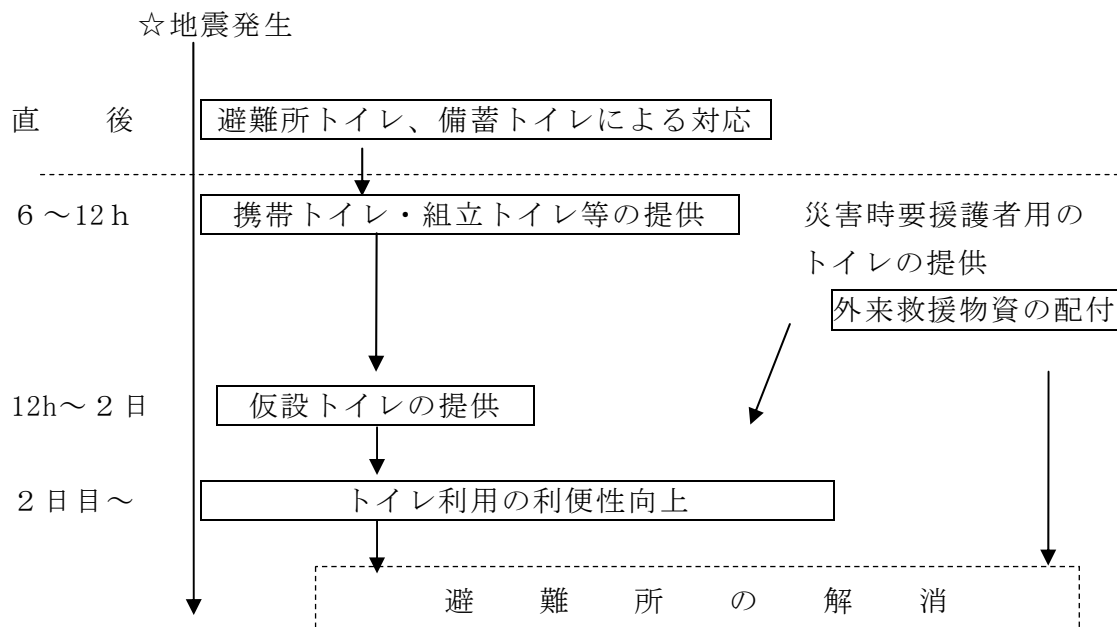 ☆地震発生
直　後
避難所トイレ、備蓄トイレによる対応
６～12ｈ
携帯トイレ・組立トイレ等の提供
災害時要援護者用の
トイレの提供
外来救援物資の配付
12h～２日
仮設トイレの提供
２日目～
トイレ利用の利便性向上
避　難　所　の　解　消